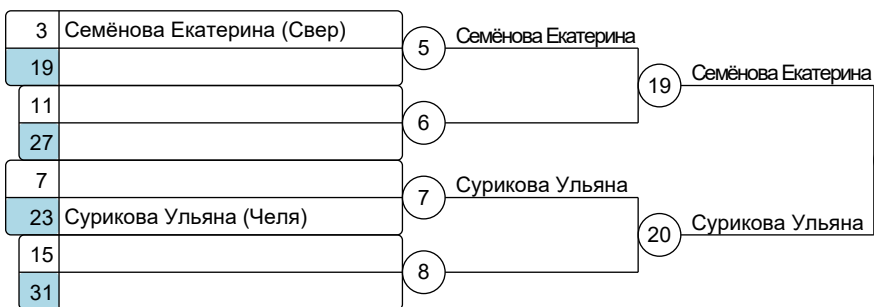 3 Семёнова Екатерина (Свер)
19
5 Семёнова Екатерина
11
27
6
19 Семёнова Екатерина
7
23 Сурикова Ульяна (Челя)
7 Сурикова Ульяна
15
31
8
20 Сурикова Ульяна